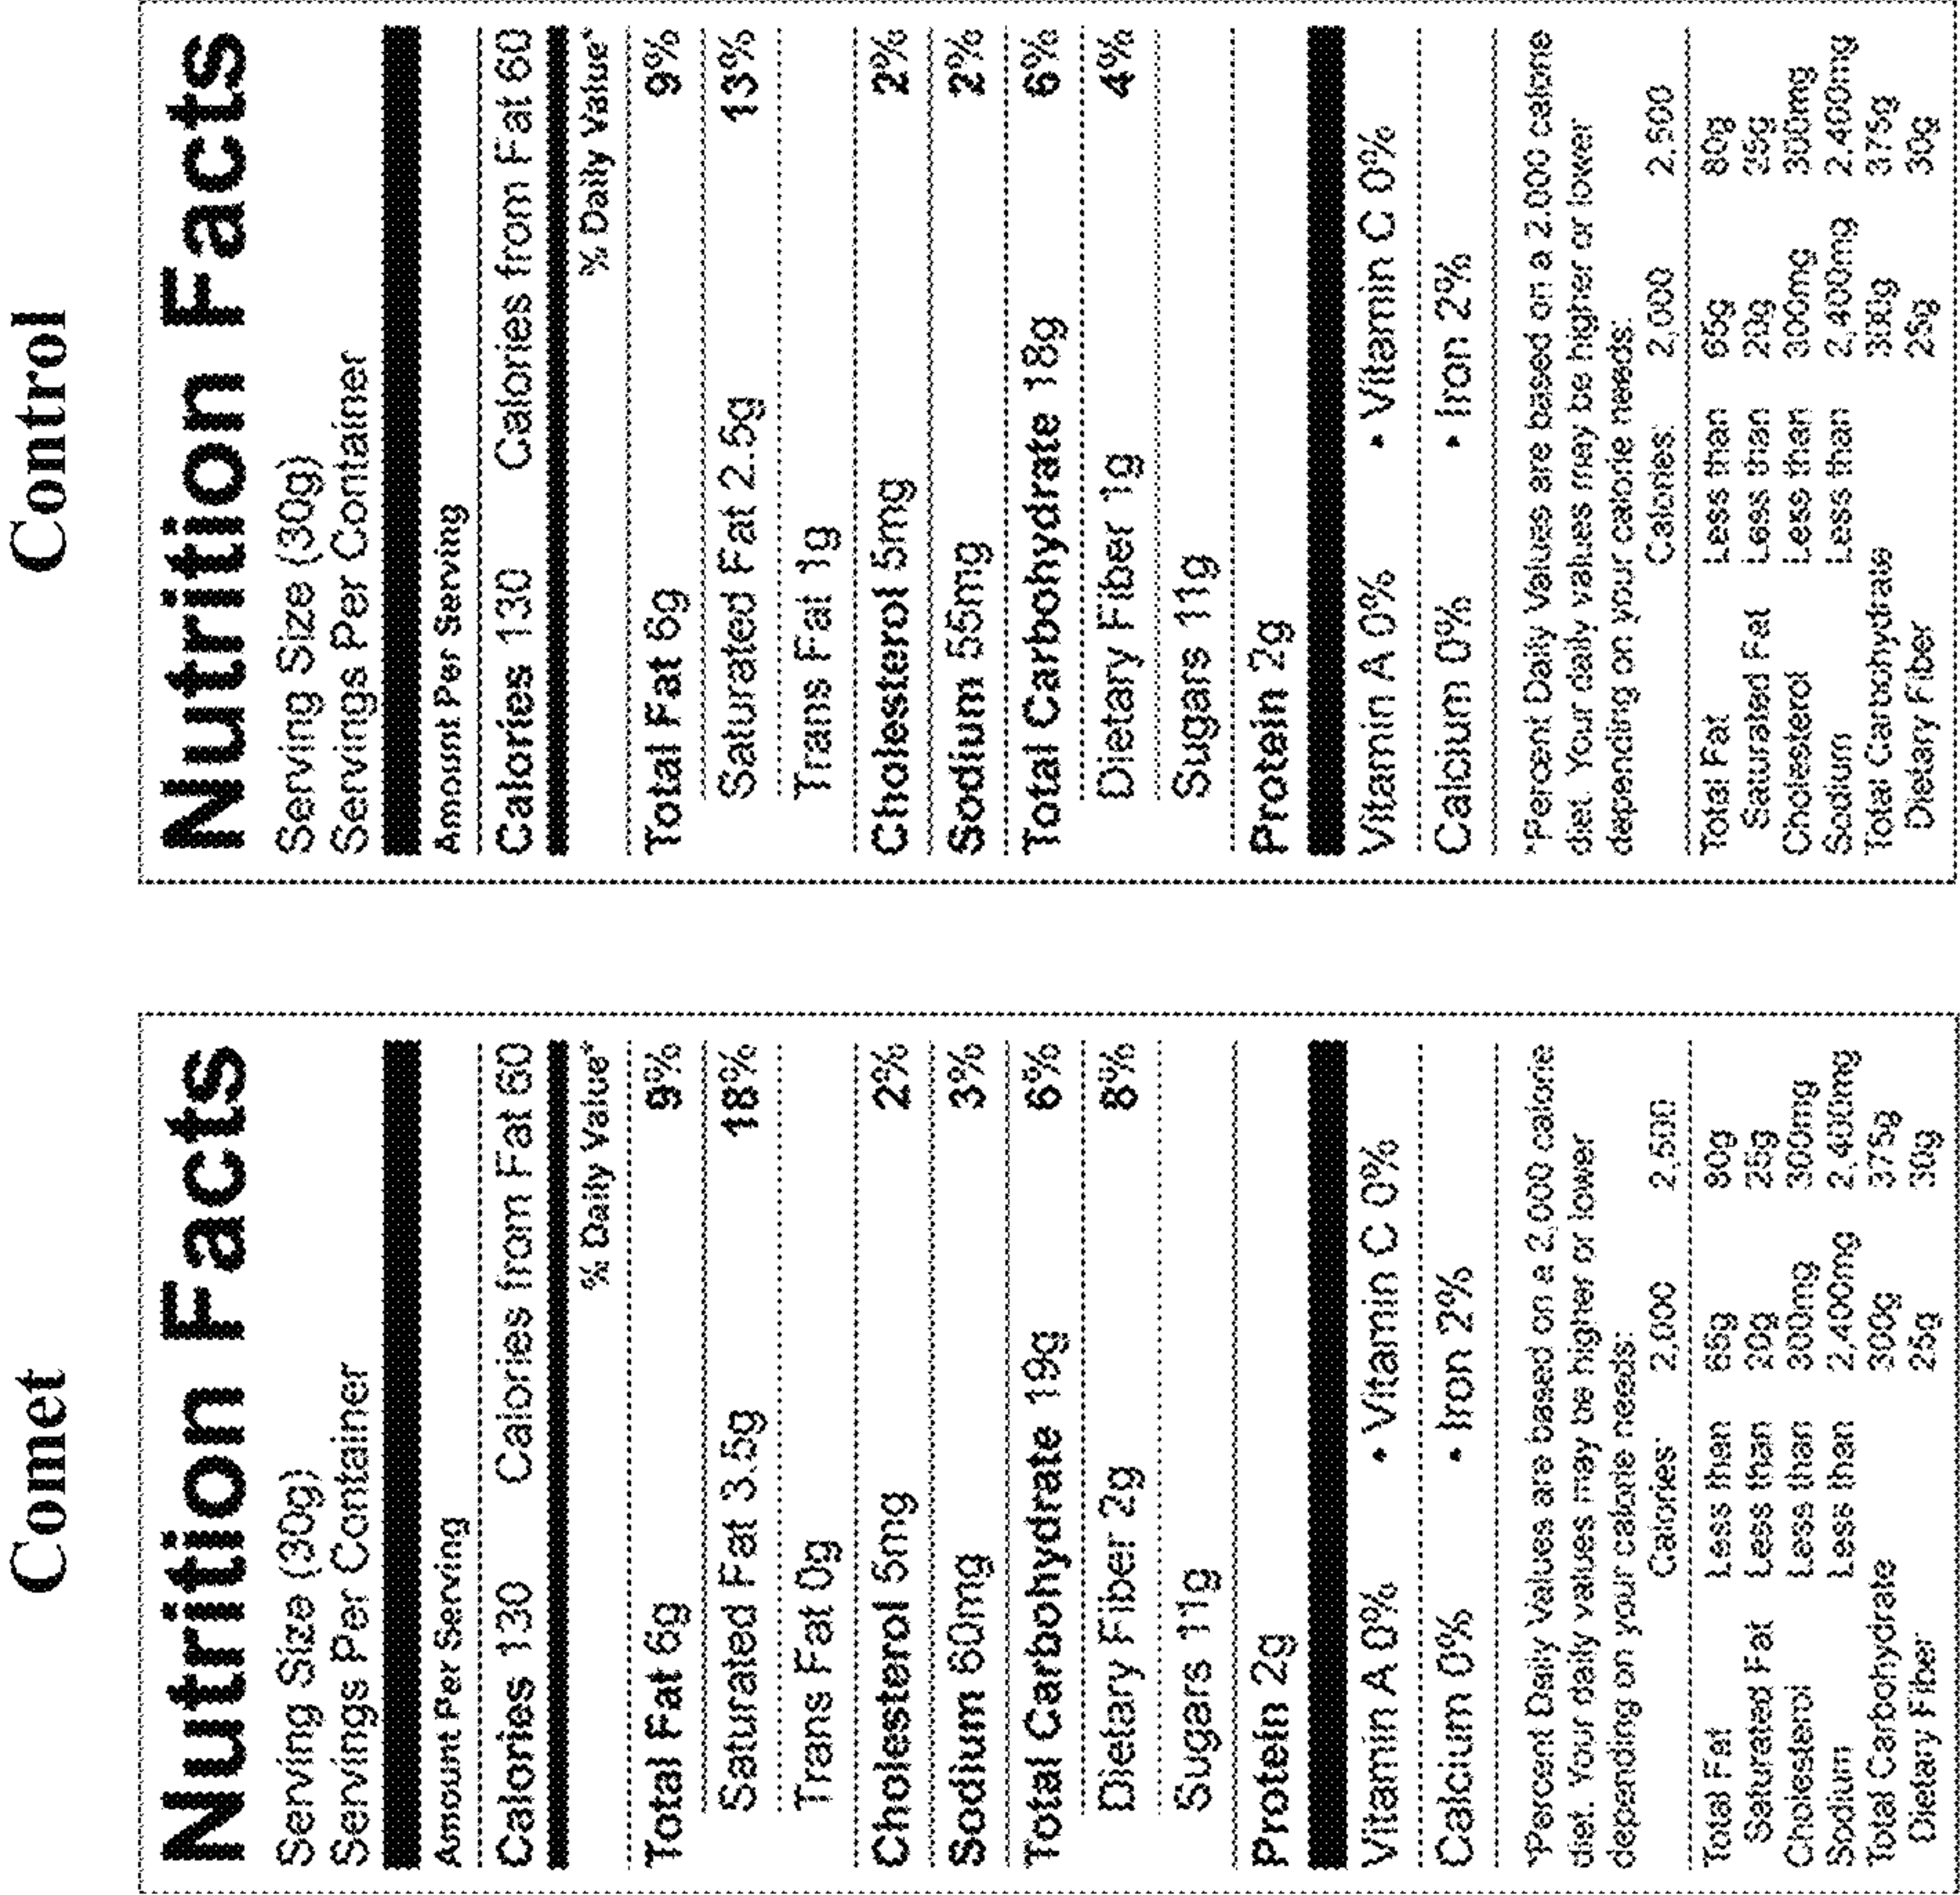 Comet
Nutrition Facts
Serving Size (30g)
Servings Per Container
Amount Per Serving
Calories 130 Calories from Fat 60
% Daily Value*
Total Fat 6g 9%
Saturated Fat 3.5g 18%
Trans Fat 0g
Cholesterol 5mg 2%
Sodium 60mg 3%
Total Carbohydrate 19g 6%
Dietary Fiber 2g 8%
Sugars 11g
Protein 2g
Vitamin A 0% • Vitamin C 0%
Calcium 0% • Iron 2%
*Percent Daily Values are based on a 2,000 calorie
diet. Your daily values may be higher or lower
depending on your calorie needs:
Calories: 2,000 2,500
Total Fat Less than 65g 80g
Saturated Fat Less than 20g 25g
Cholesterol Less than 300mg 300mg
Sodium Less than 2,400mg 2,400mg
Total Carbohydrate 300g 375g
Dietary Fiber 25g 30g
Control
Nutrition Facts
Serving Size (30g)
Servings Per Container
Amount Per Serving
Calories 130 Calories from Fat 60
% Daily Value*
Total Fat 6g 9%
Saturated Fat 2.5g 13%
Trans Fat 1g
Cholesterol 5mg 2%
Sodium 55mg 2%
Total Carbohydrate 18g 6%
Dietary Fiber 1g 4%
Sugars 11g
Protein 2g
Vitamin A 0% • Vitamin C 0%
Calcium 0% • Iron 2%
*Percent Daily Values are based on a 2,000 calorie
diet. Your daily values may be higher or lower
depending on your calorie needs:
Calories: 2,000 2,500
Total Fat Less than 65g 80g
Saturated Fat Less than 20g 25g
Cholesterol Less than 300mg 300mg
Sodium Less than 2,400mg 2,400mg
Total Carbohydrate 300g 375g
Dietary Fiber 25g 30g